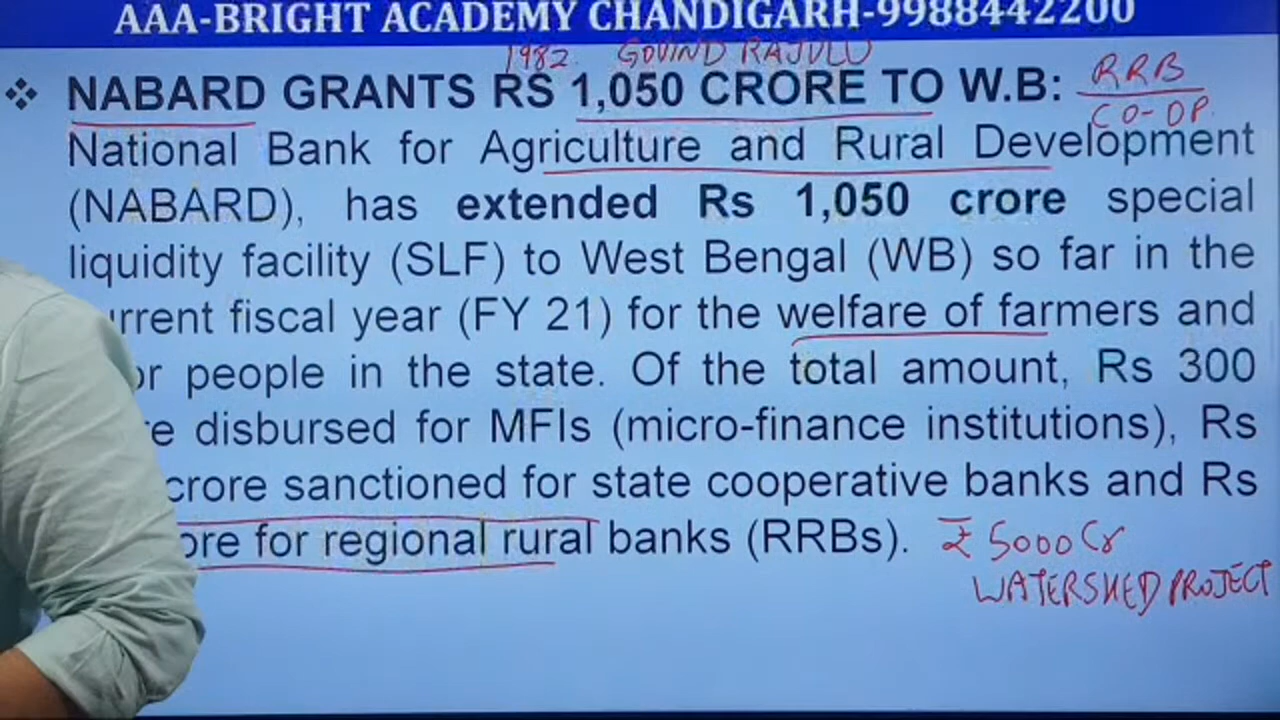 AAA-BRIGHT ACADEMY CHANDIGARH-9988442200
1982 GOVIND RAJULU
❖ NABARD GRANTS RS 1,050 CRORE TO W.B: RRB
CO-OP
National Bank for Agriculture and Rural Development
(NABARD), has extended Rs 1,050 crore special
liquidity facility (SLF) to West Bengal (WB) so far in the
rrent fiscal year (FY 21) for the welfare of farmers and
or people in the state. Of the total amount, Rs 300
e disbursed for MFIs (micro-finance institutions), Rs
crore sanctioned for state cooperative banks and Rs
ore for regional rural banks (RRBs). ₹ 5000 Cr
WATERSHED PROJECT